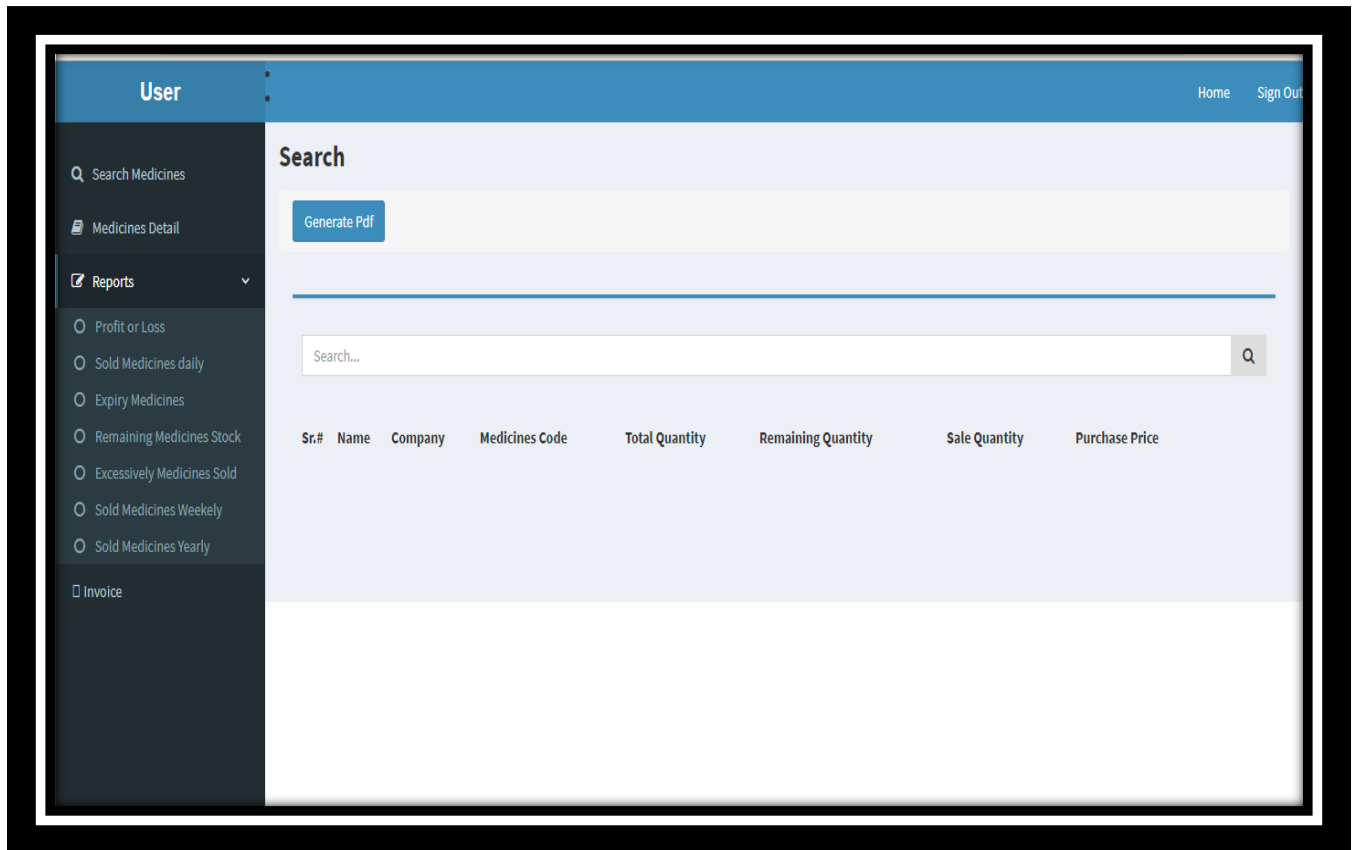 User
Home Sign Out
Search Medicines
Medicines Detail
Reports
Profit or Loss
Sold Medicines daily
Expiry Medicines
Remaining Medicines Stock
Excessively Medicines Sold
Sold Medicines Weekely
Sold Medicines Yearly
Invoice
Search
Generate Pdf
Search...
Sr.# Name Company Medicines Code Total Quantity Remaining Quantity Sale Quantity Purchase Price